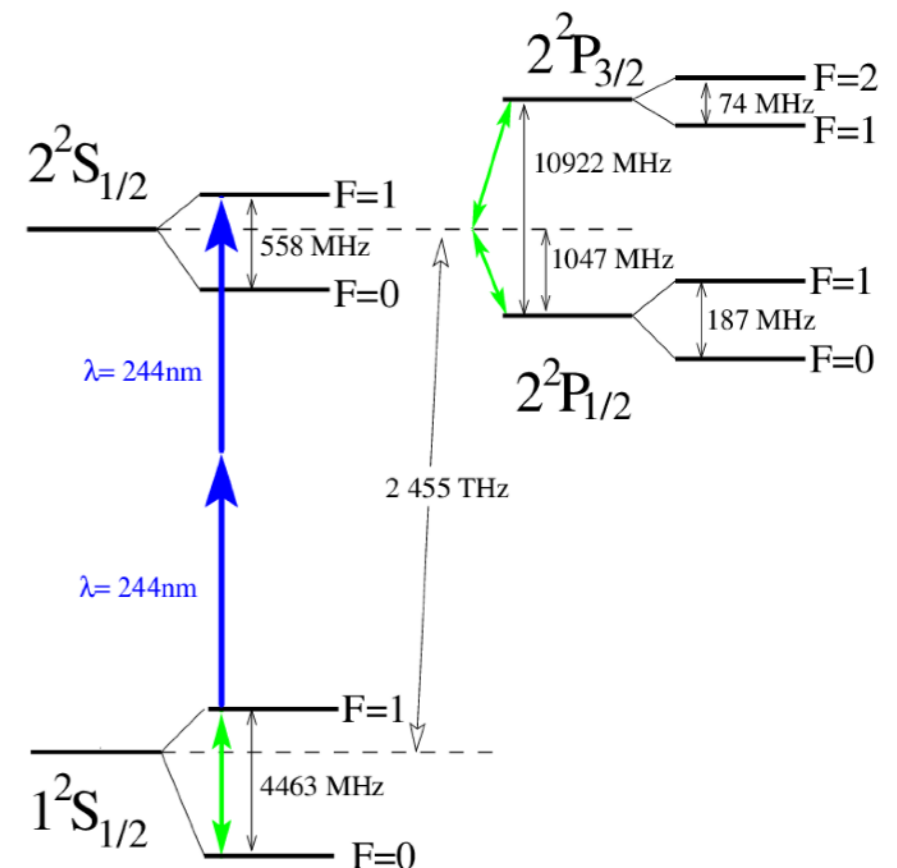 2²P3/2
F=2
74 MHz
F=1
10922 MHz
2²S1/2
F=1
558 MHz
F=0
1047 MHz
F=1
187 MHz
F=0
2²P1/2
λ= 244nm
2 455 THz
λ= 244nm
F=1
4463 MHz
1²S1/2
F=0